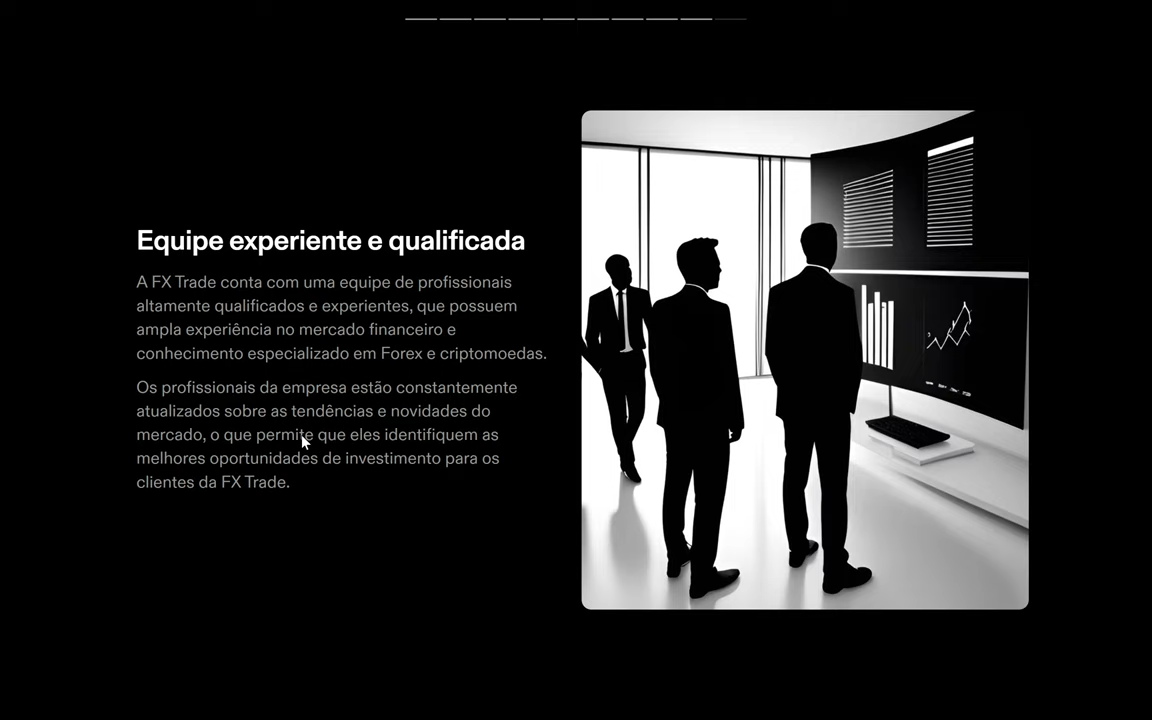 Equipe experiente e qualificada
A FX Trade conta com uma equipe de profissionais
altamente qualificados e experientes, que possuem
ampla experiência no mercado financeiro e
conhecimento especializado em Forex e criptomoedas.
Os profissionais da empresa estão constantemente
atualizados sobre as tendências e novidades do
mercado, o que permite que eles identifiquem as
melhores oportunidades de investimento para os
clientes da FX Trade.